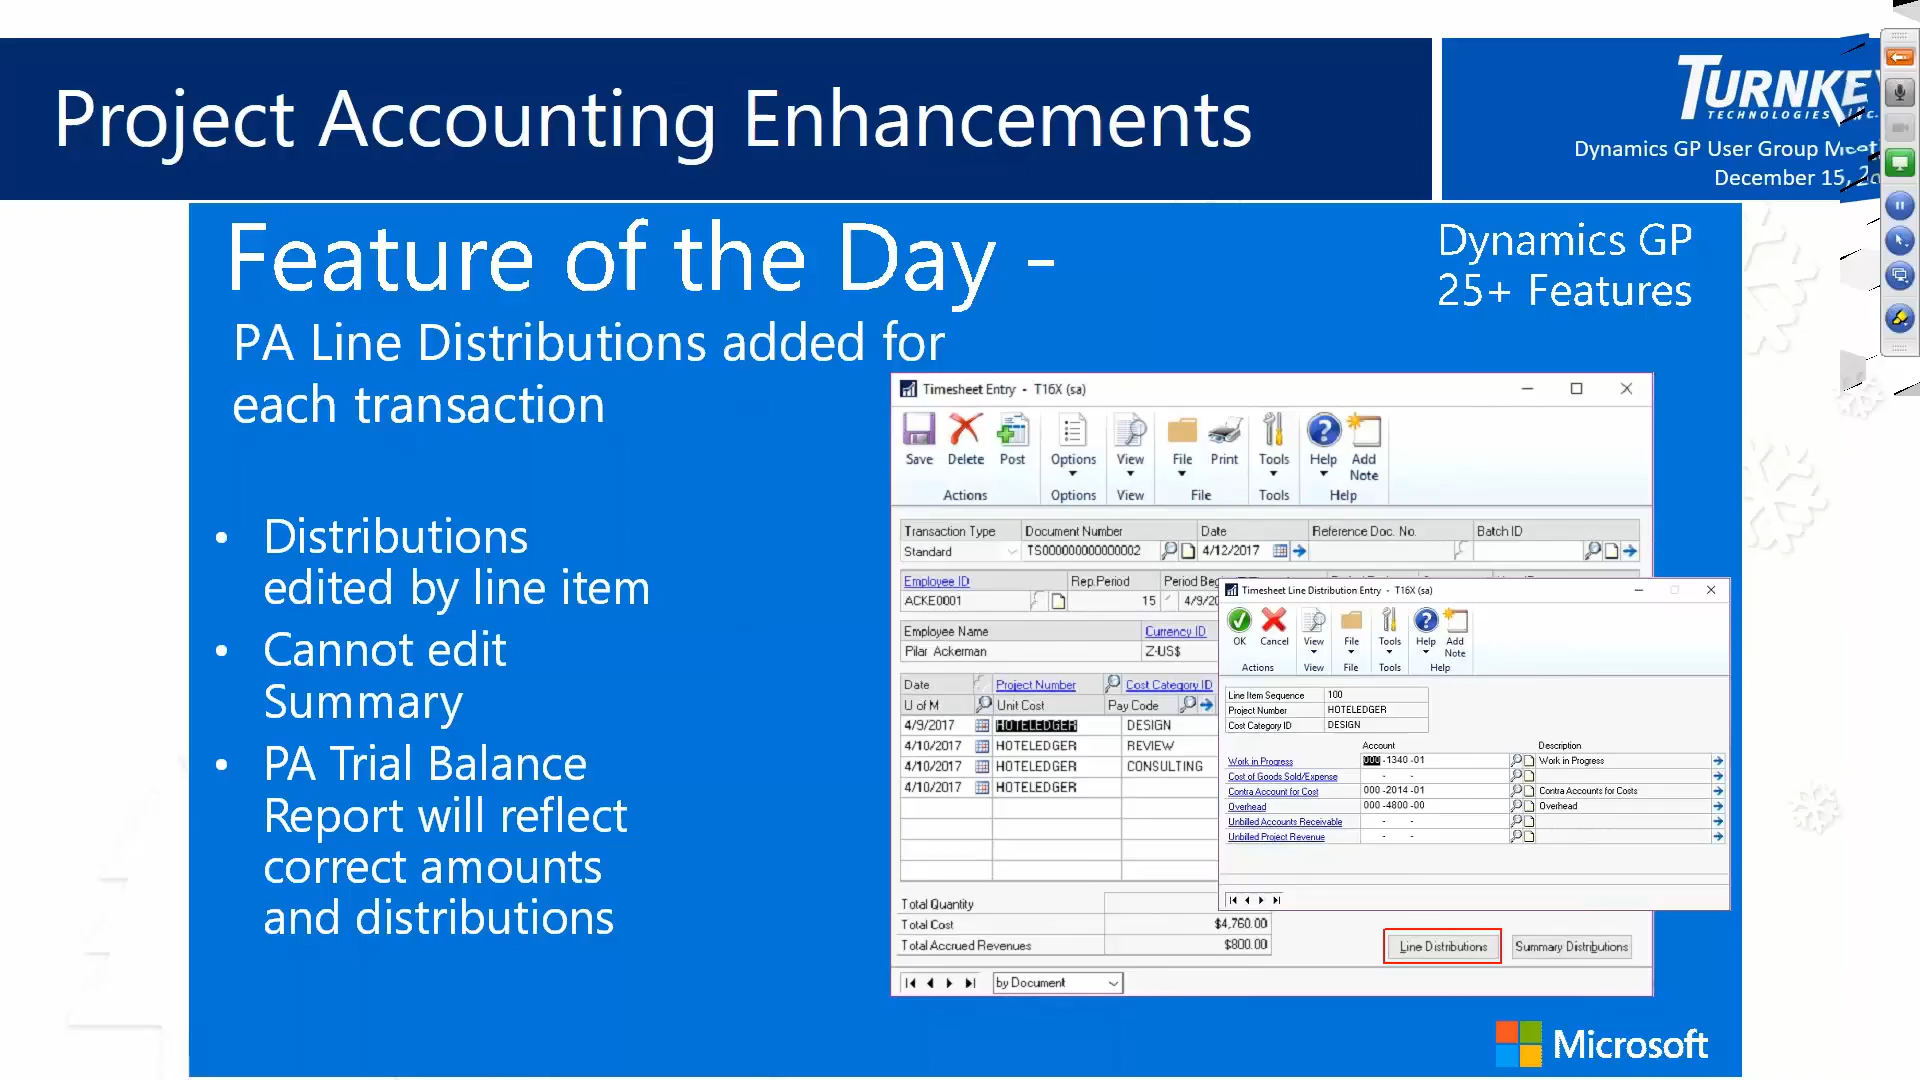 Project Accounting Enhancements
TURNKEY
TECHNOLOGIES, INC.
Dynamics GP User Group
December 15,
Feature of the Day -
Dynamics GP
25+ Features
PA Line Distributions added for
each transaction
• Distributions
edited by line item
• Cannot edit
Summary
• PA Trial Balance
Report will reflect
correct amounts
and distributions
Timesheet Entry - T16X (sa)
Save Delete Post Options View File Print Tools Help Add
Note
Actions Options View File Tools Help
Transaction Type Document Number Date Reference Doc. No. Batch ID
Standard TS000000000000002 4/12/2017
Employee ID Rep.Period Period Beg
ACKE0001 15 4/9/20
Employee Name Currency ID
Pilar Ackerman Z-US$
Date Project Number Cost Category ID
U of M Unit Cost Pay Code
4/9/2017 HOTELEDGER DESIGN
4/10/2017 HOTELEDGER REVIEW
4/10/2017 HOTELEDGER CONSULTING
4/10/2017 HOTELEDGER
Total Quantity
Total Cost $4,760.00
Total Accrued Revenues $800.00
Line Distributions Summary Distributions
by Document
Timesheet Line Distribution Entry - T16X (sa)
OK Cancel View File Tools Help Add
Note
Actions View File Tools Help
Line Item Sequence 100
Project Number HOTELEDGER
Cost Category ID DESIGN
Account Description
Work in Progress 000 -1340 -01 Work in Progress
Cost of Goods Sold/Expense - -
Contra Account for Cost 000 -2014 -01 Contra Accounts for Costs
Overhead 000 -4800 -00 Overhead
Unbilled Accounts Receivable - -
Unbilled Project Revenue - -
Microsoft